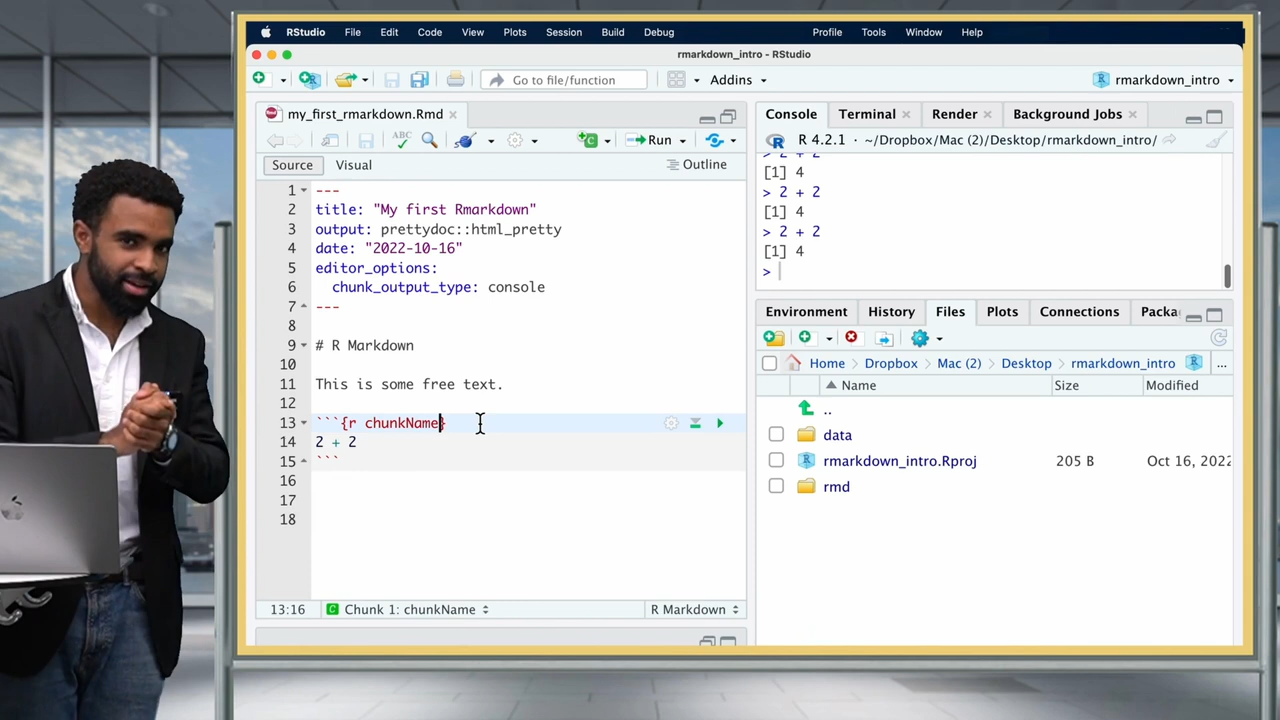 RStudio File Edit Code View Plots Session Build Debug Profile Tools Window Help
rmarkdown_intro - RStudio
Go to file/function Addins rmarkdown_intro
my_first_rmarkdown.Rmd
ABC Run
Source Visual Outline
1 ---
2 title: "My first Rmarkdown"
3 output: prettydoc::html_pretty
4 date: "2022-10-16"
5 editor_options:
6 chunk_output_type: console
7 ---
8
9 # R Markdown
10
11 This is some free text.
12
13 ```{r chunkName}
14 2 + 2
15 ```
16
17
18
13:16 C Chunk 1: chunkName R Markdown
Console Terminal Render Background Jobs
R R 4.2.1 · ~/Dropbox/Mac (2)/Desktop/rmarkdown_intro/
> 2 + 2
[1] 4
> 2 + 2
[1] 4
> 2 + 2
[1] 4
>
Environment History Files Plots Connections Packa
Home > Dropbox > Mac (2) > Desktop > rmarkdown_intro R ...
Name Size Modified
..
data
rmarkdown_intro.Rproj 205 B Oct 16, 2022
rmd